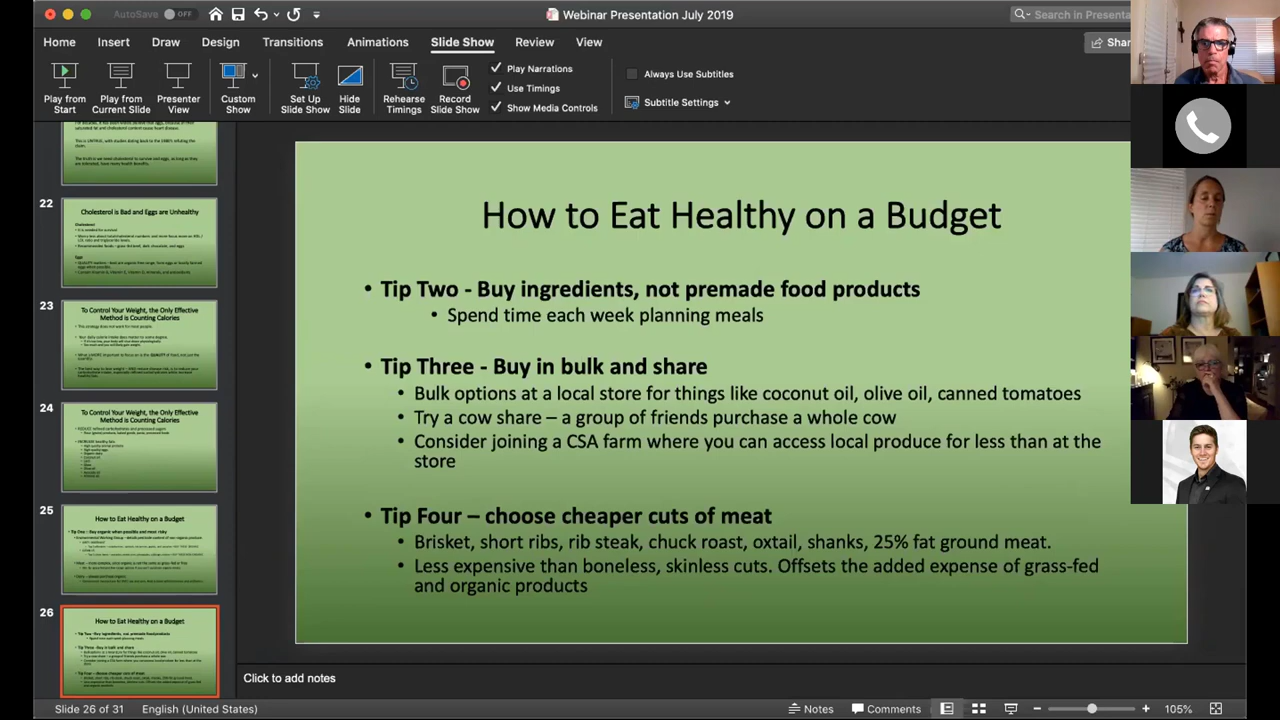 AutoSave OFF
Webinar Presentation July 2019
Search in Presenta
Home Insert Draw Design Transitions Animations Slide Show Review View
Shar
Play from Start
Play from Current Slide
Presenter View
Custom Show
Set Up Slide Show
Hide Slide
Rehearse Timings
Record Slide Show
Play Narrations
Use Timings
Show Media Controls
Always Use Subtitles
Subtitle Settings
22
Cholesterol is Bad and Eggs are Unhealthy
23
To Control Your Weight, the Only Effective
Method is Counting Calories
24
To Control Your Weight, the Only Effective
Method is Counting Calories
25
How to Eat Healthy on a Budget
26
How to Eat Healthy on a Budget
How to Eat Healthy on a Budget
• Tip Two - Buy ingredients, not premade food products
• Spend time each week planning meals
• Tip Three - Buy in bulk and share
• Bulk options at a local store for things like coconut oil, olive oil, canned tomatoes
• Try a cow share – a group of friends purchase a whole cow
• Consider joining a CSA farm where you can access local produce for less than at the
store
• Tip Four – choose cheaper cuts of meat
• Brisket, short ribs, rib steak, chuck roast, oxtail, shanks, 25% fat ground meat.
• Less expensive than boneless, skinless cuts. Offsets the added expense of grass-fed
and organic products
Click to add notes
Slide 26 of 31 English (United States) Notes Comments 105%